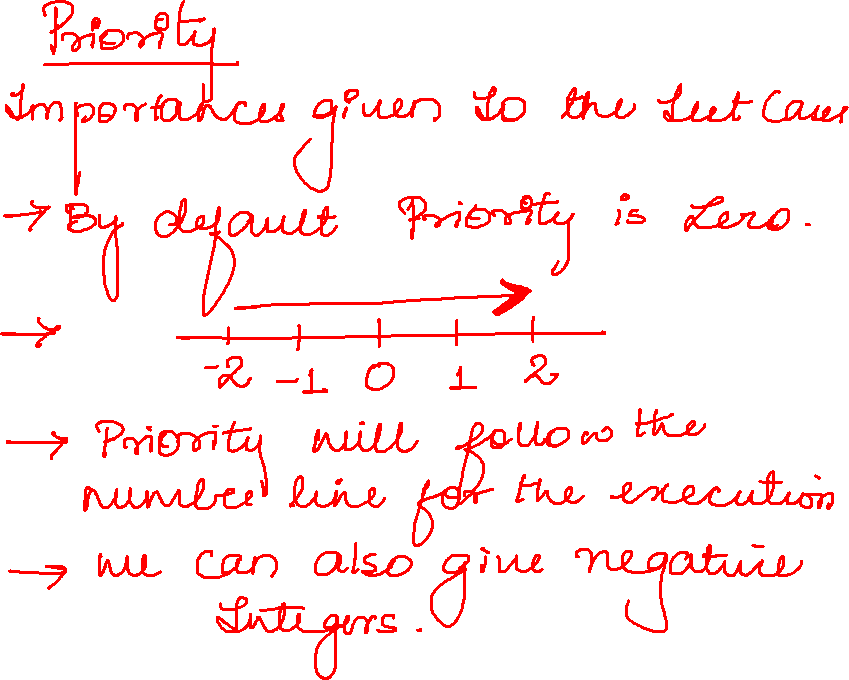 Priority
Importances given to the Test Cases
→ By default Priority is Zero.
→
-2 -1 0 1 2
→ Priority will follow the
number line for the execution
→ we can also give negative
Integers.